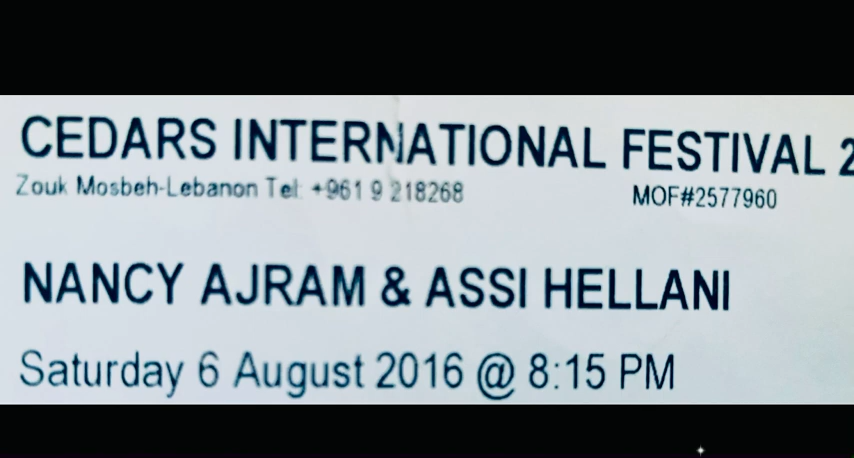 CEDARS INTERNATIONAL FESTIVAL 2
Zouk Mosbeh-Lebanon Tel: +961 9 218268 MOF#2577960
NANCY AJRAM & ASSI HELLANI
Saturday 6 August 2016 @ 8:15 PM